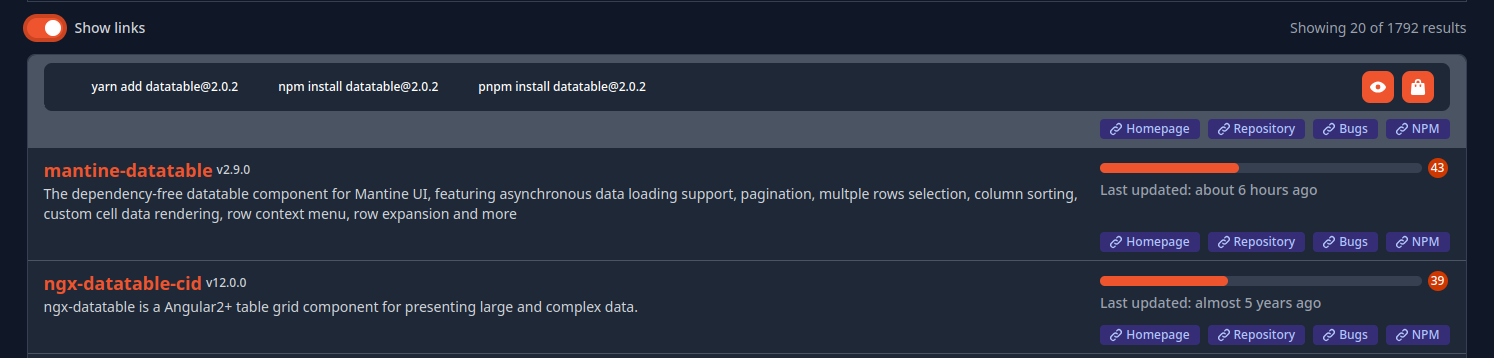 Show links
Showing 20 of 1792 results
yarn add datatable@2.0.2 npm install datatable@2.0.2 pnpm install datatable@2.0.2
Homepage Repository Bugs NPM
mantine-datatable v2.9.0
43
The dependency-free datatable component for Mantine UI, featuring asynchronous data loading support, pagination, multple rows selection, column sorting,
custom cell data rendering, row context menu, row expansion and more
Last updated: about 6 hours ago
Homepage Repository Bugs NPM
ngx-datatable-cid v12.0.0
39
ngx-datatable is a Angular2+ table grid component for presenting large and complex data.
Last updated: almost 5 years ago
Homepage Repository Bugs NPM